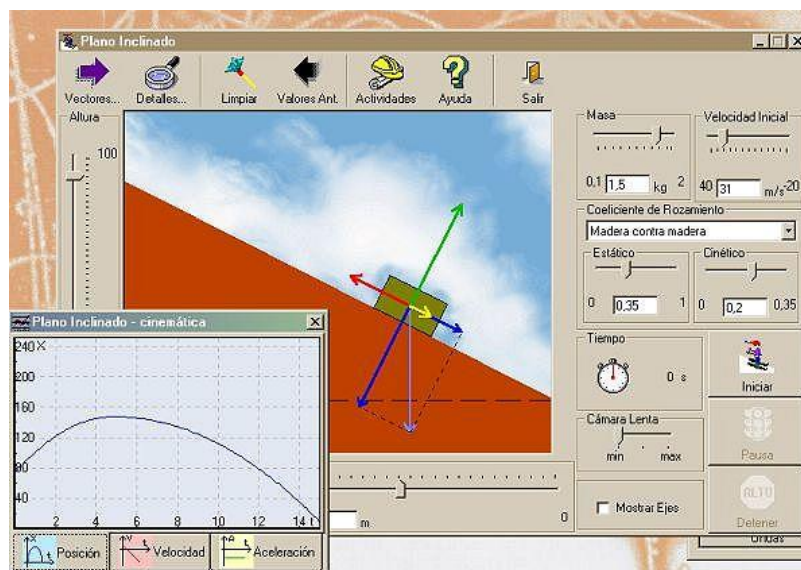 Plano Inclinado
Vectores... Detalles... Limpiar Valores Ant. Actividades Ayuda Salir
Altura
100
Masa
0,1 1,5 kg 2
Velocidad Inicial
40 31 m/s -20
Coeficiente de Rozamiento
Madera contra madera
Estático
0 0,35 1
Cinético
0 0,2 0,35
Tiempo
0 s
Iniciar
Cámara Lenta
min max
Pausa
Mostrar Ejes
ALTO
Detener
m 0
Plano Inclinado - cinemática
240 X
200
160
120
80
40
2 4 6 8 10 12 14 t
Posición Velocidad Aceleración
Ondas